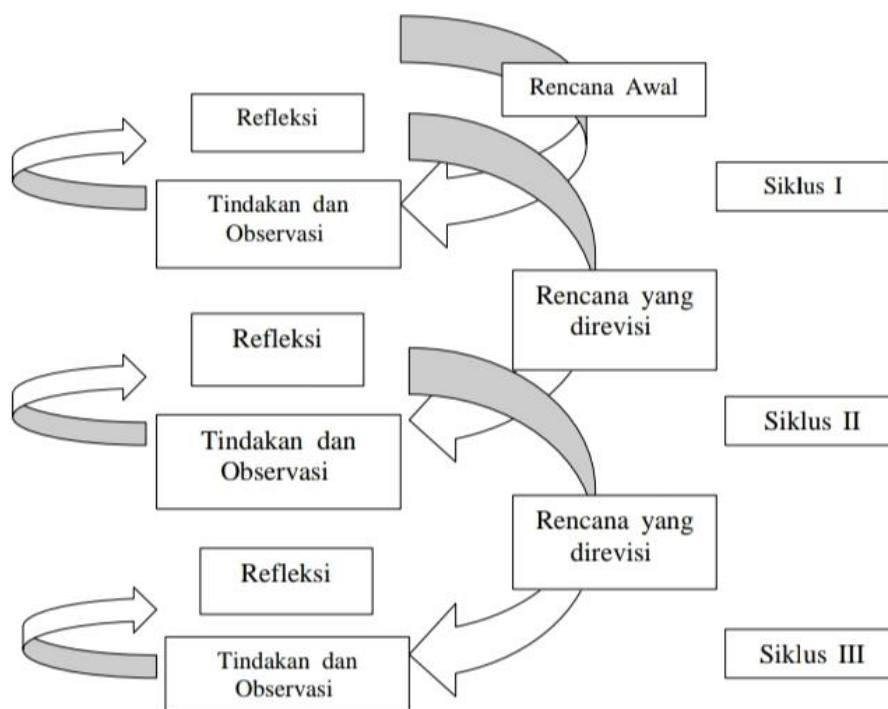 Rencana Awal
Refleksi
Siklus I
Tindakan dan
Observasi
Rencana yang
direvisi
Refleksi
Siklus II
Tindakan dan
Observasi
Rencana yang
direvisi
Refleksi
Siklus III
Tindakan dan
Observasi